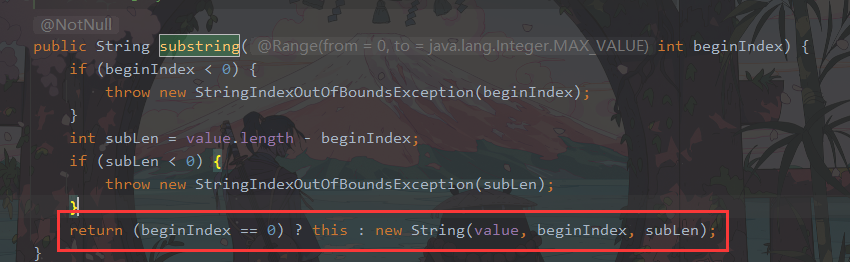 @NotNull
public String substring( @Range(from = 0, to = java.lang.Integer.MAX_VALUE) int beginIndex) {
    if (beginIndex < 0) {
        throw new StringIndexOutOfBoundsException(beginIndex);
    }
    int subLen = value.length - beginIndex;
    if (subLen < 0) {
        throw new StringIndexOutOfBoundsException(subLen);
    }
    return (beginIndex == 0) ? this : new String(value, beginIndex, subLen);
}